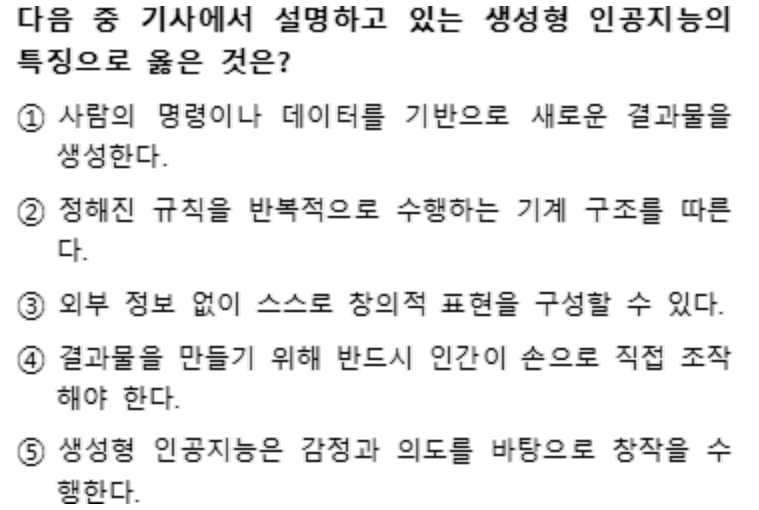 다음 중 기사에서 설명하고 있는 생성형 인공지능의
특징으로 옳은 것은?
① 사람의 명령이나 데이터를 기반으로 새로운 결과물을
생성한다.
② 정해진 규칙을 반복적으로 수행하는 기계 구조를 따른
다.
③ 외부 정보 없이 스스로 창의적 표현을 구성할 수 있다.
④ 결과물을 만들기 위해 반드시 인간이 손으로 직접 조작
해야 한다.
⑤ 생성형 인공지능은 감정과 의도를 바탕으로 창작을 수
행한다.